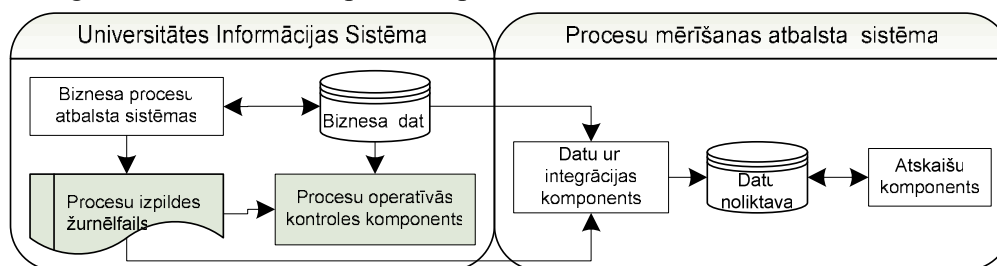 Universitātes Informācijas Sistēma
Procesu mērīšanas atbalsta sistēma
Biznesa procesu
atbalsta sistēmas
Biznesa dat
Procesu izpildes
žurnēlfails
Procesu operatīvās
kontroles komponents
Datu ur
integrācijas
komponents
Datu
noliktava
Atskaišu
komponents